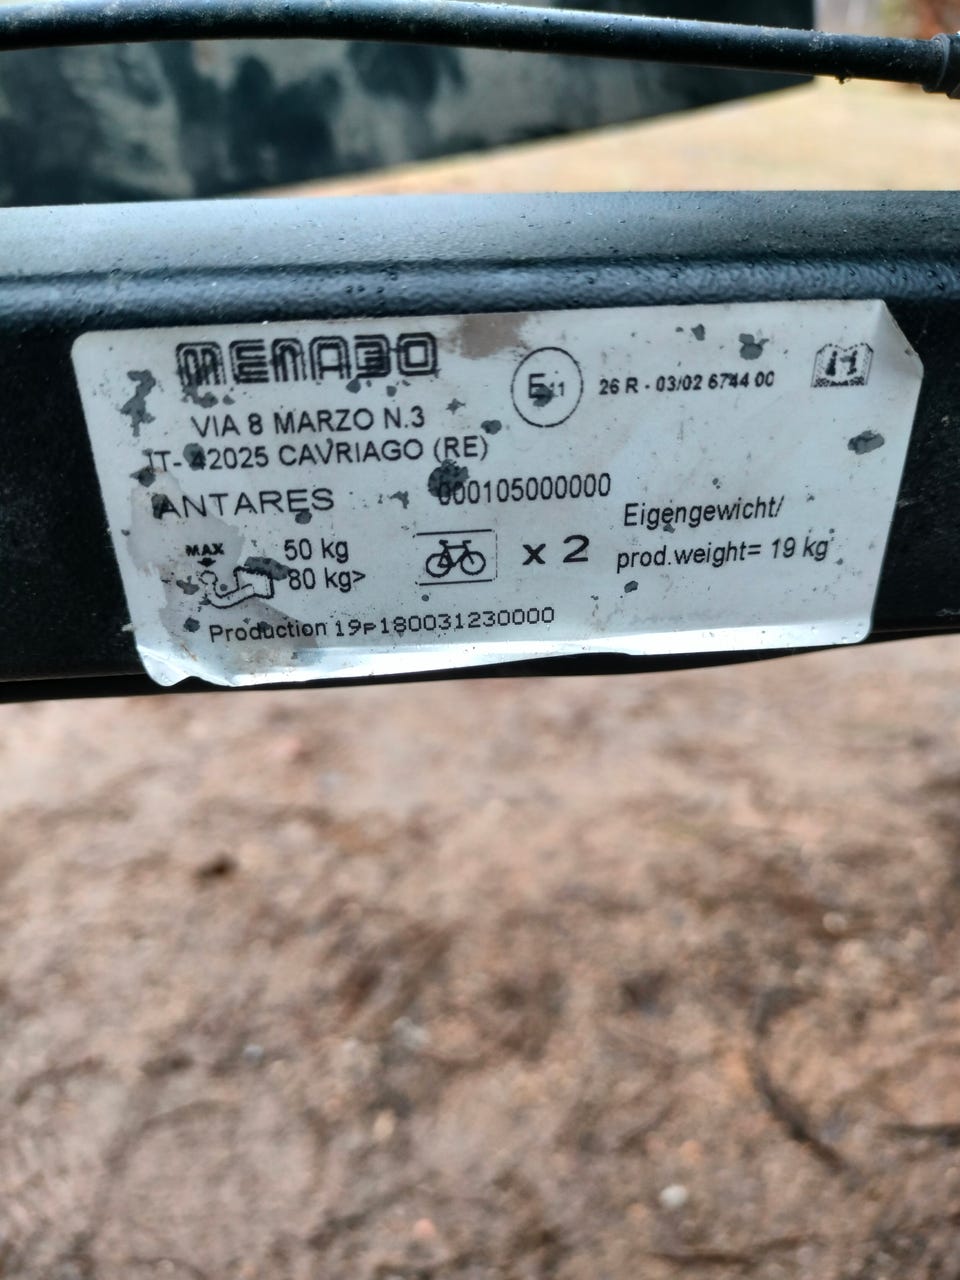 MENABO
VIA 8 MARZO N.3
IT- 42025 CAVRIAGO (RE)
E11
26 R - 03/02 6744 00
ANTARES
000105000000
MAX
50 kg
80 kg>
x 2
Eigengewicht/
prod.weight= 19 kg
Production 19P180031230000